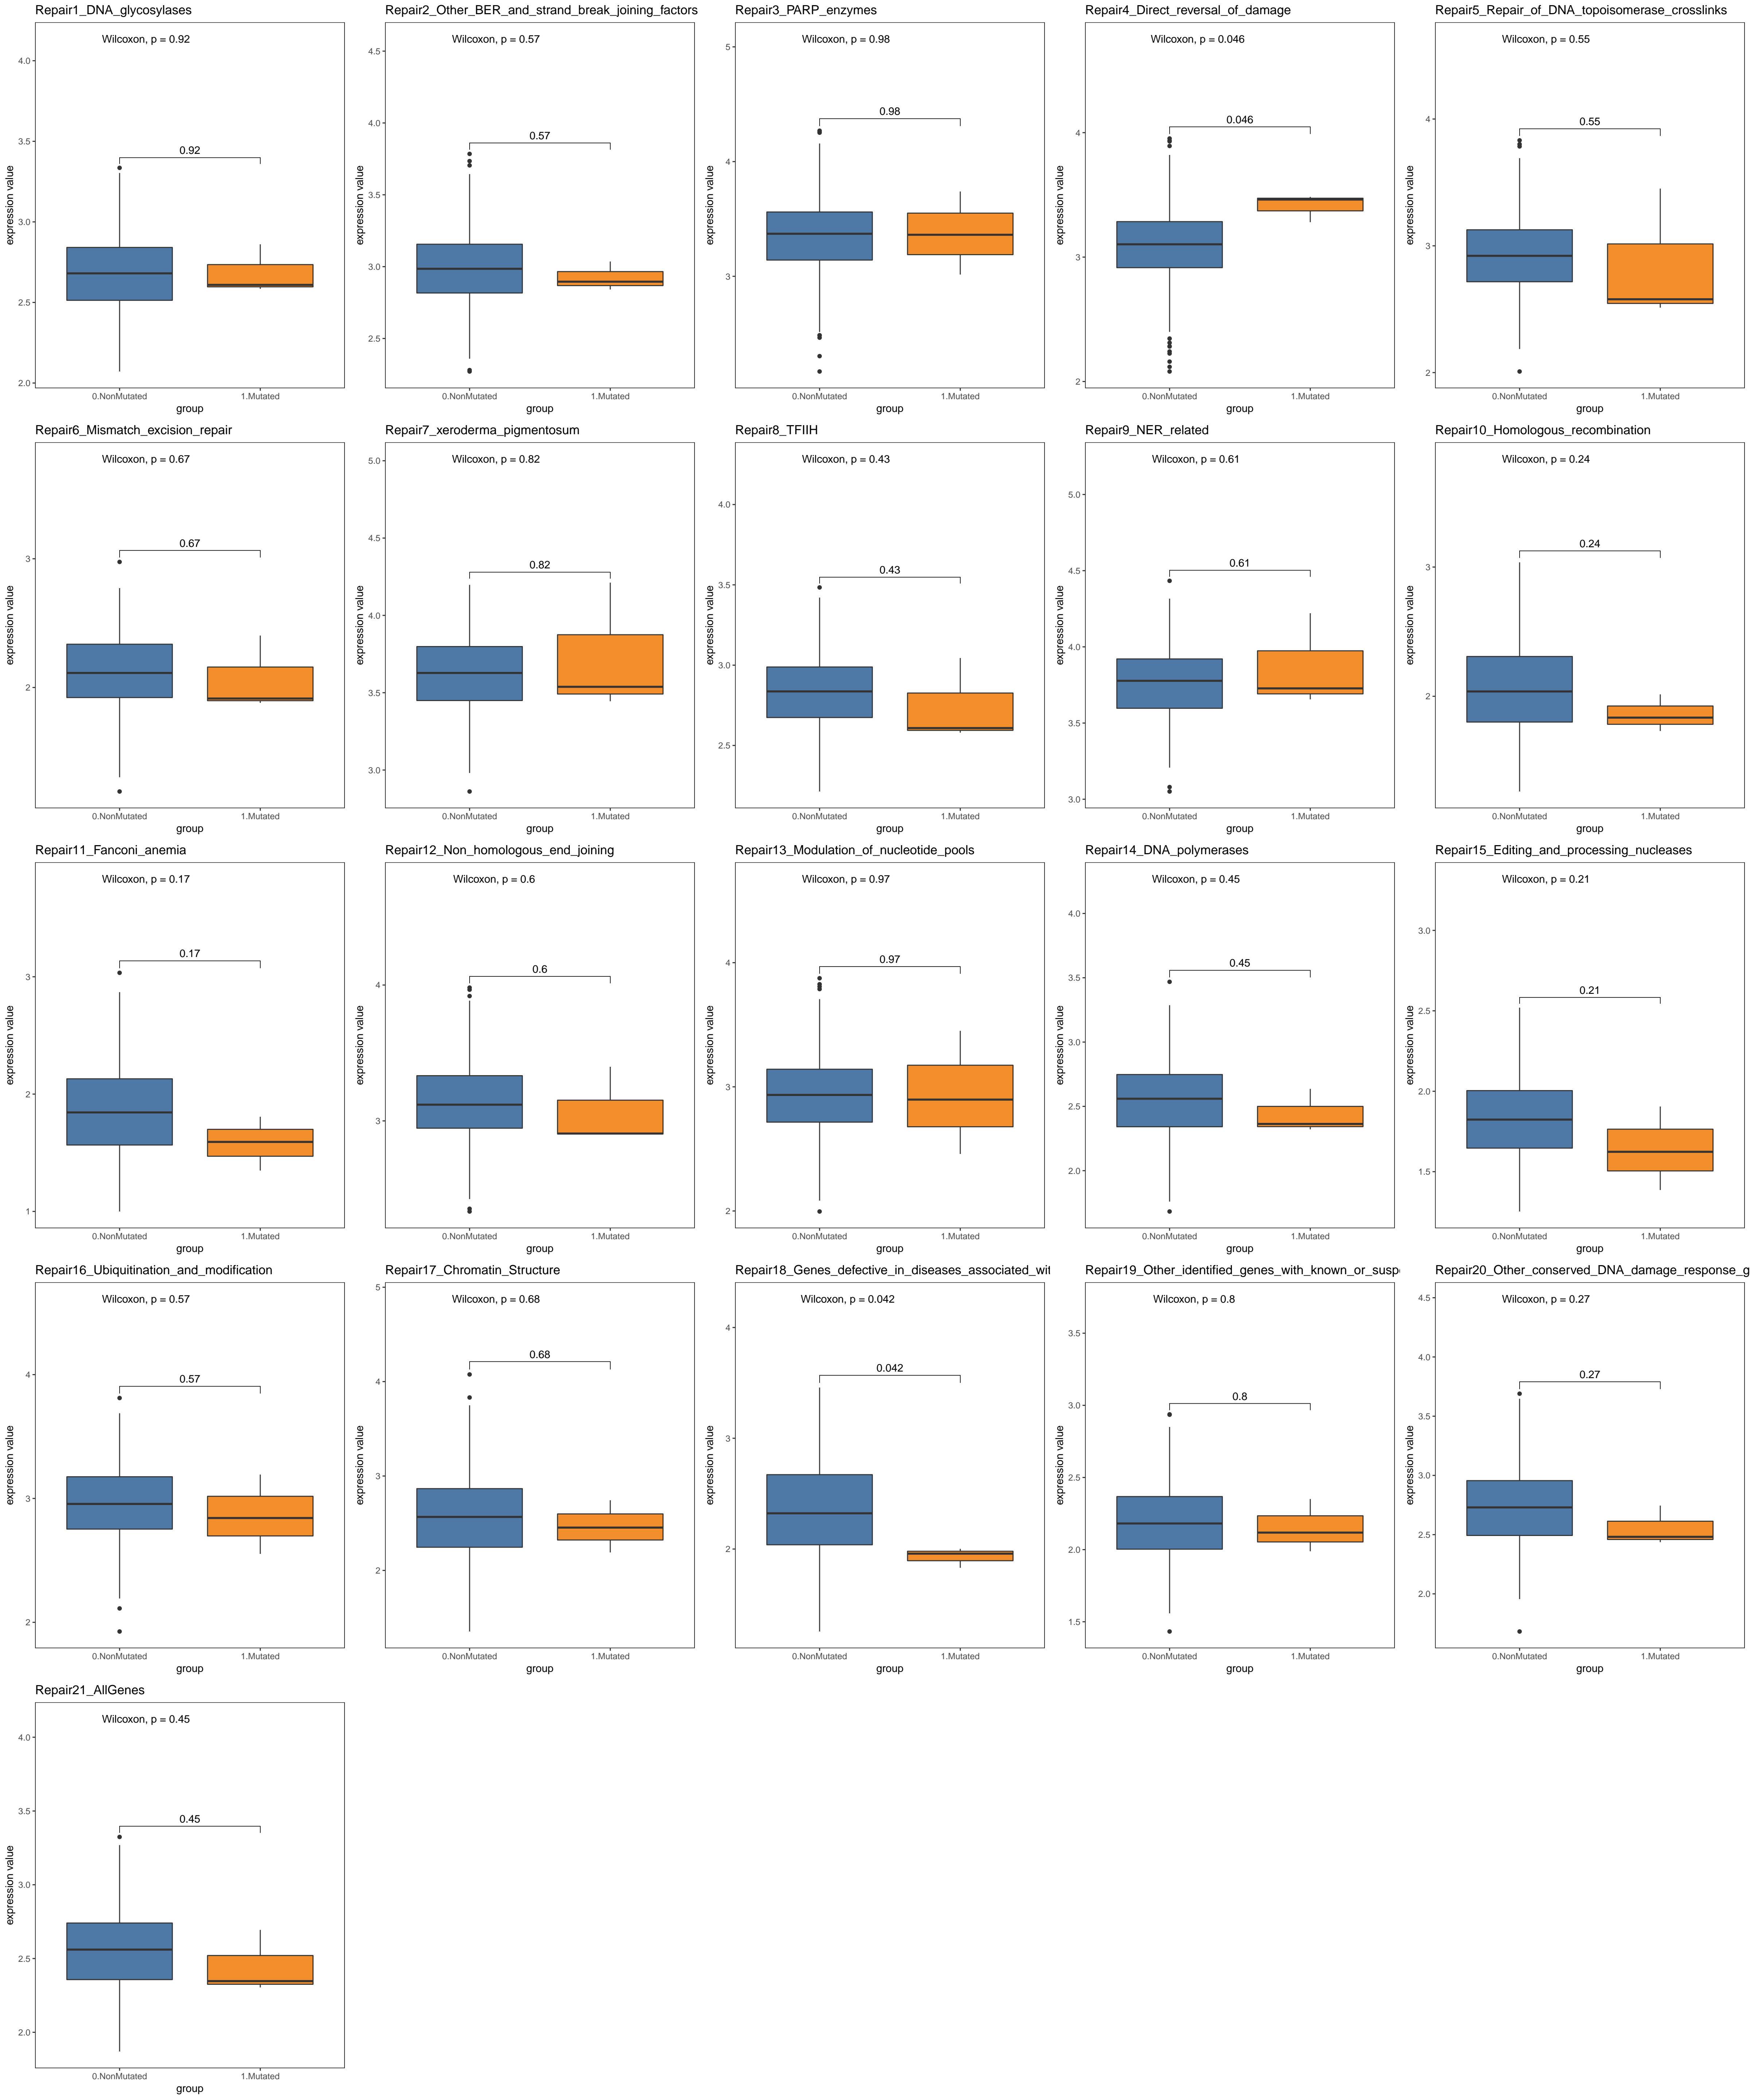 Repair1_DNA_glycosylases
Wilcoxon, p = 0.92
0.92
4.0
3.5
3.0
2.5
2.0
expression value
0.NonMutated 1.Mutated
group
Repair2_Other_BER_and_strand_break_joining_factors
Wilcoxon, p = 0.57
0.57
4.5
4.0
3.5
3.0
2.5
expression value
0.NonMutated 1.Mutated
group
Repair3_PARP_enzymes
Wilcoxon, p = 0.98
0.98
5
4
3
expression value
0.NonMutated 1.Mutated
group
Repair4_Direct_reversal_of_damage
Wilcoxon, p = 0.046
0.046
4
3
2
expression value
0.NonMutated 1.Mutated
group
Repair5_Repair_of_DNA_topoisomerase_crosslinks
Wilcoxon, p = 0.55
0.55
4
3
2
expression value
0.NonMutated 1.Mutated
group
Repair6_Mismatch_excision_repair
Wilcoxon, p = 0.67
0.67
3
2
expression value
0.NonMutated 1.Mutated
group
Repair7_xeroderma_pigmentosum
Wilcoxon, p = 0.82
0.82
5.0
4.5
4.0
3.5
3.0
expression value
0.NonMutated 1.Mutated
group
Repair8_TFIIH
Wilcoxon, p = 0.43
0.43
4.0
3.5
3.0
2.5
expression value
0.NonMutated 1.Mutated
group
Repair9_NER_related
Wilcoxon, p = 0.61
0.61
5.0
4.5
4.0
3.5
3.0
expression value
0.NonMutated 1.Mutated
group
Repair10_Homologous_recombination
Wilcoxon, p = 0.24
0.24
3
2
expression value
0.NonMutated 1.Mutated
group
Repair11_Fanconi_anemia
Wilcoxon, p = 0.17
0.17
3
2
1
expression value
0.NonMutated 1.Mutated
group
Repair12_Non_homologous_end_joining
Wilcoxon, p = 0.6
0.6
4
3
expression value
0.NonMutated 1.Mutated
group
Repair13_Modulation_of_nucleotide_pools
Wilcoxon, p = 0.97
0.97
4
3
2
expression value
0.NonMutated 1.Mutated
group
Repair14_DNA_polymerases
Wilcoxon, p = 0.45
0.45
4.0
3.5
3.0
2.5
2.0
expression value
0.NonMutated 1.Mutated
group
Repair15_Editing_and_processing_nucleases
Wilcoxon, p = 0.21
0.21
3.0
2.5
2.0
1.5
expression value
0.NonMutated 1.Mutated
group
Repair16_Ubiquitination_and_modification
Wilcoxon, p = 0.57
0.57
4
3
2
expression value
0.NonMutated 1.Mutated
group
Repair17_Chromatin_Structure
Wilcoxon, p = 0.68
0.68
5
4
3
2
expression value
0.NonMutated 1.Mutated
group
Repair18_Genes_defective_in_diseases_associated_wit
Wilcoxon, p = 0.042
0.042
4
3
2
expression value
0.NonMutated 1.Mutated
group
Repair19_Other_identified_genes_with_known_or_susp
Wilcoxon, p = 0.8
0.8
3.5
3.0
2.5
2.0
1.5
expression value
0.NonMutated 1.Mutated
group
Repair20_Other_conserved_DNA_damage_response_g
Wilcoxon, p = 0.27
0.27
4.5
4.0
3.5
3.0
2.5
2.0
expression value
0.NonMutated 1.Mutated
group
Repair21_AllGenes
Wilcoxon, p = 0.45
0.45
4.0
3.5
3.0
2.5
2.0
expression value
0.NonMutated 1.Mutated
group